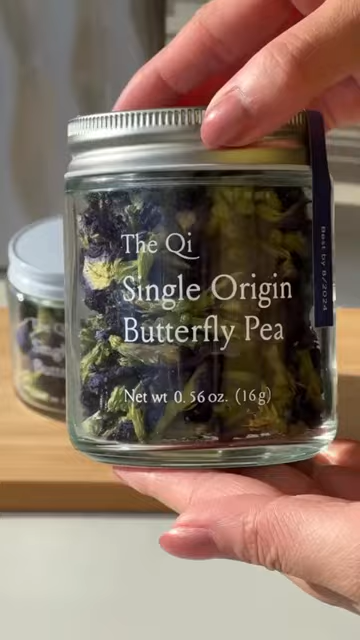 The Qi
Single Origin
Butterfly Pea
Net wt 0.56 oz. (16g)
Best by 8/2024